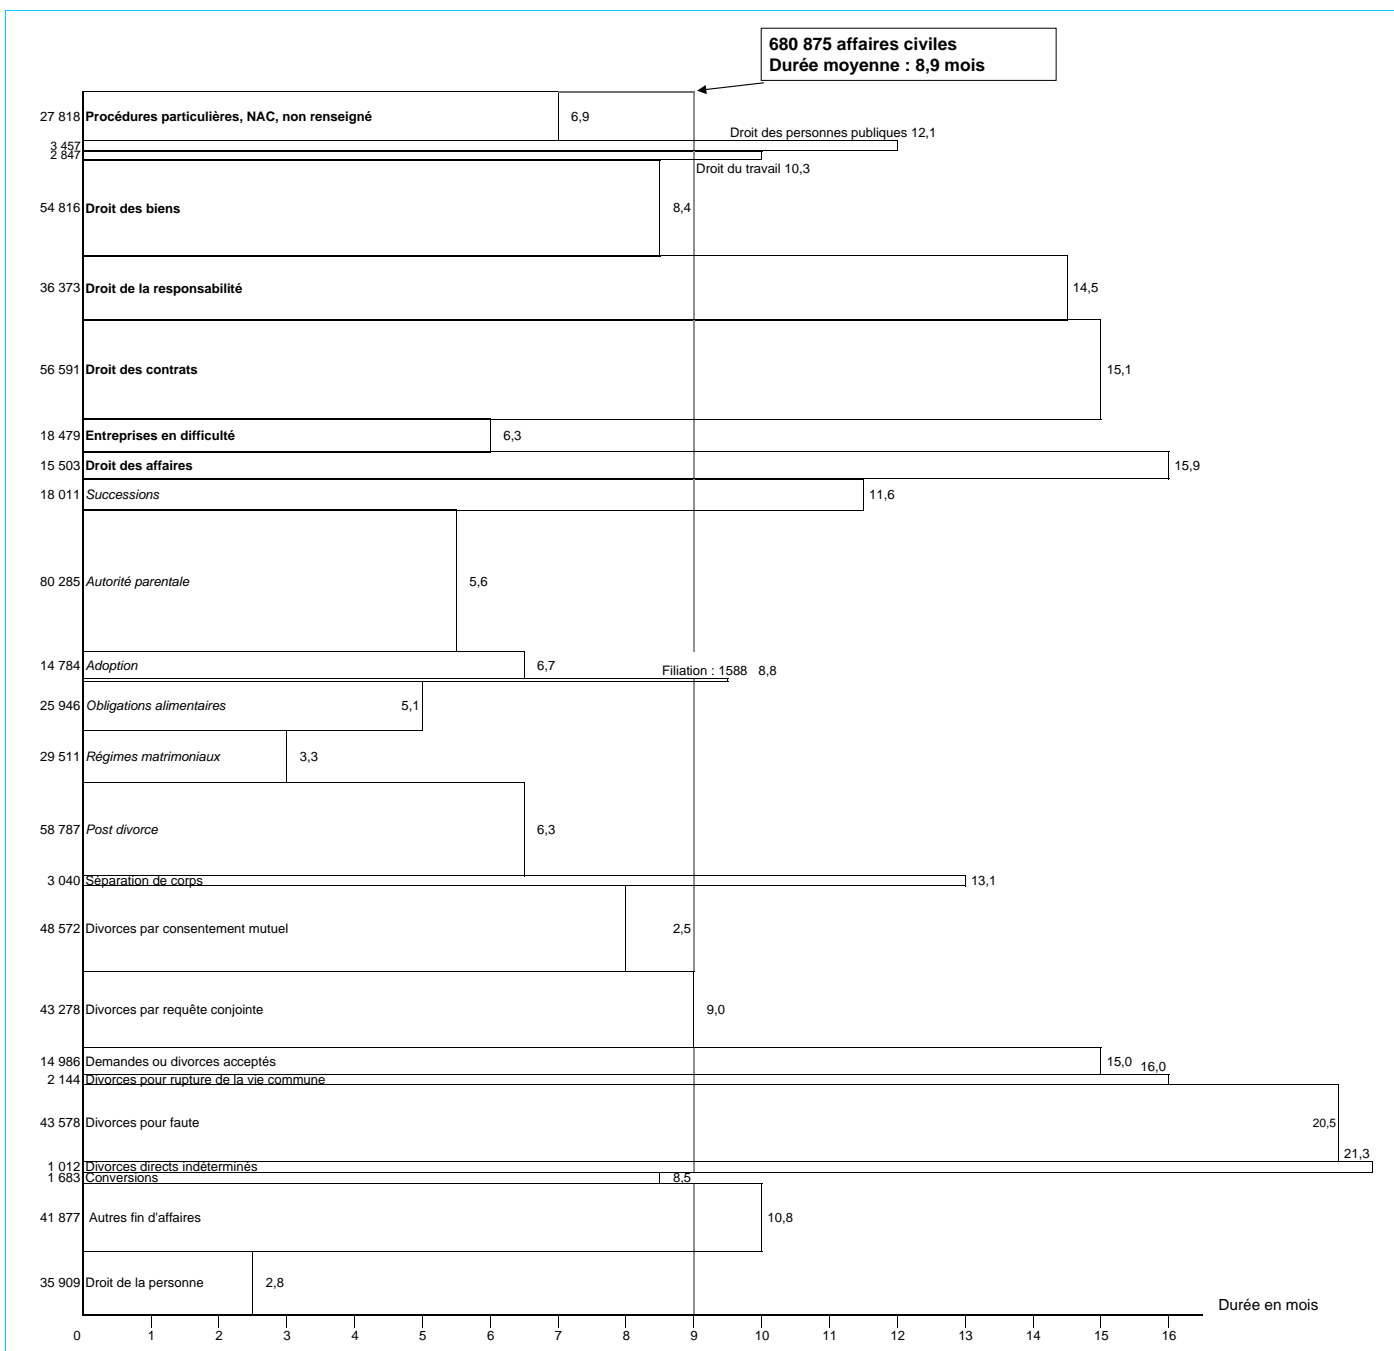 680 875 affaires civiles
Durée moyenne : 8,9 mois
27 818 Procédures particulières, NAC, non renseigné 6,9
Droit des personnes publiques 12,1
3 457
2 847
Droit du travail 10,3
54 816 Droit des biens 8,4
36 373 Droit de la responsabilité 14,5
56 591 Droit des contrats 15,1
18 479 Entreprises en difficulté 6,3
15 503 Droit des affaires 15,9
18 011 Successions 11,6
80 285 Autorité parentale 5,6
14 784 Adoption 6,7
Filiation : 1588 8,8
25 946 Obligations alimentaires 5,1
29 511 Régimes matrimoniaux 3,3
58 787 Post divorce 6,3
3 040 Séparation de corps 13,1
48 572 Divorces par consentement mutuel 2,5
43 278 Divorces par requête conjointe 9,0
14 986 Demandes ou divorces acceptés 15,0
16,0
2 144 Divorces pour rupture de la vie commune
43 578 Divorces pour faute 20,5
21,3
1 012 Divorces directs indéterminés
1 683 Conversions 8,5
41 877 Autres fin d'affaires 10,8
35 909 Droit de la personne 2,8
Durée en mois
0 1 2 3 4 5 6 7 8 9 10 11 12 13 14 15 16